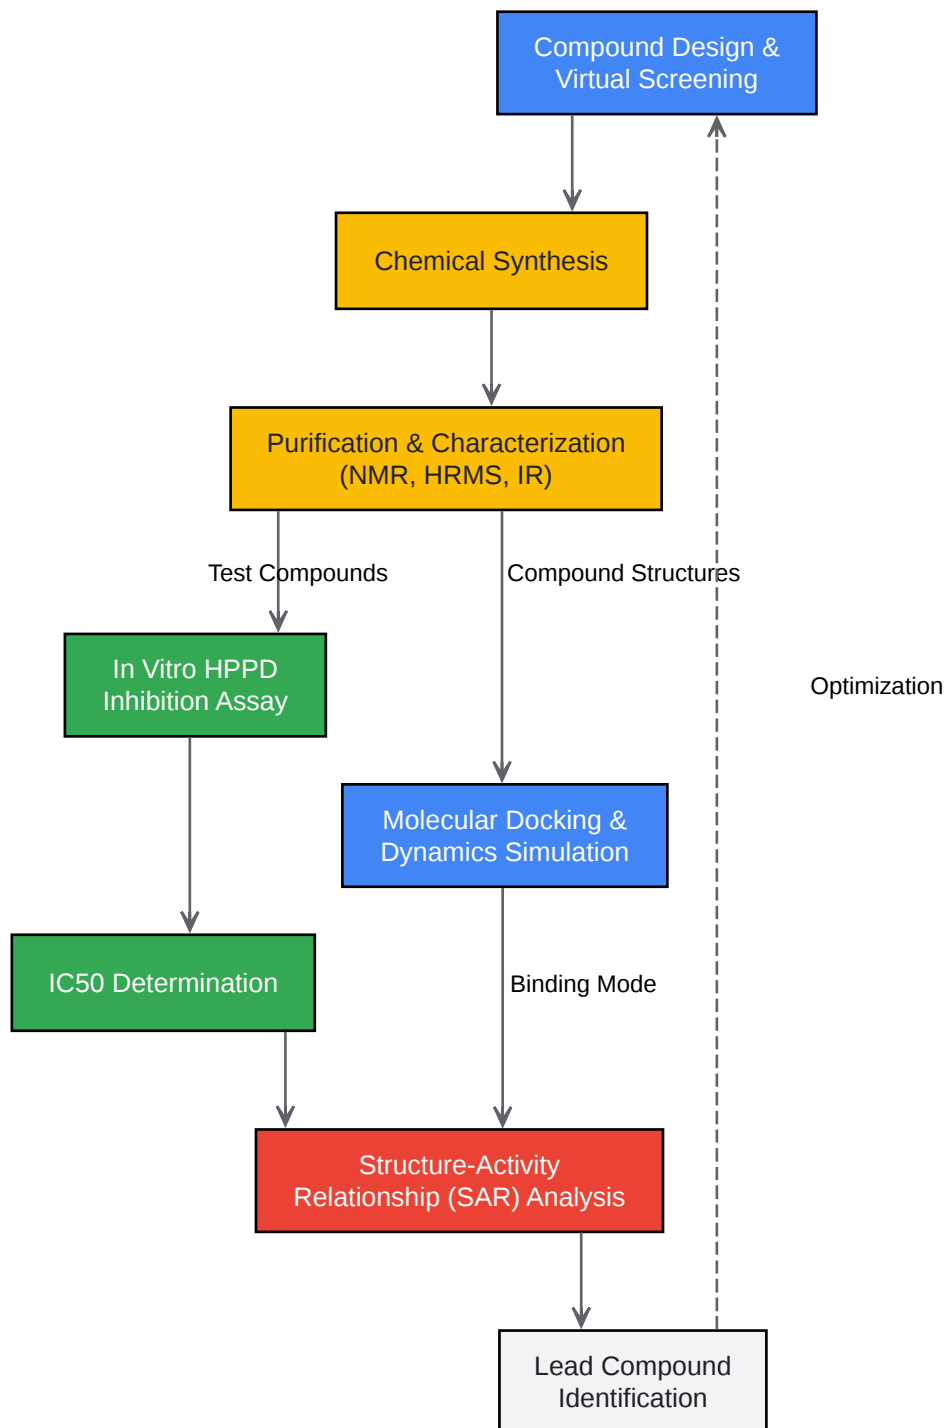 Compound Design &
Virtual Screening
Chemical Synthesis
Purification & Characterization
(NMR, HRMS, IR)
Test Compounds
Compound Structures
In Vitro HPPD
Inhibition Assay
Optimization
Molecular Docking &
Dynamics Simulation
IC50 Determination
Binding Mode
Structure-Activity
Relationship (SAR) Analysis
Lead Compound
Identification